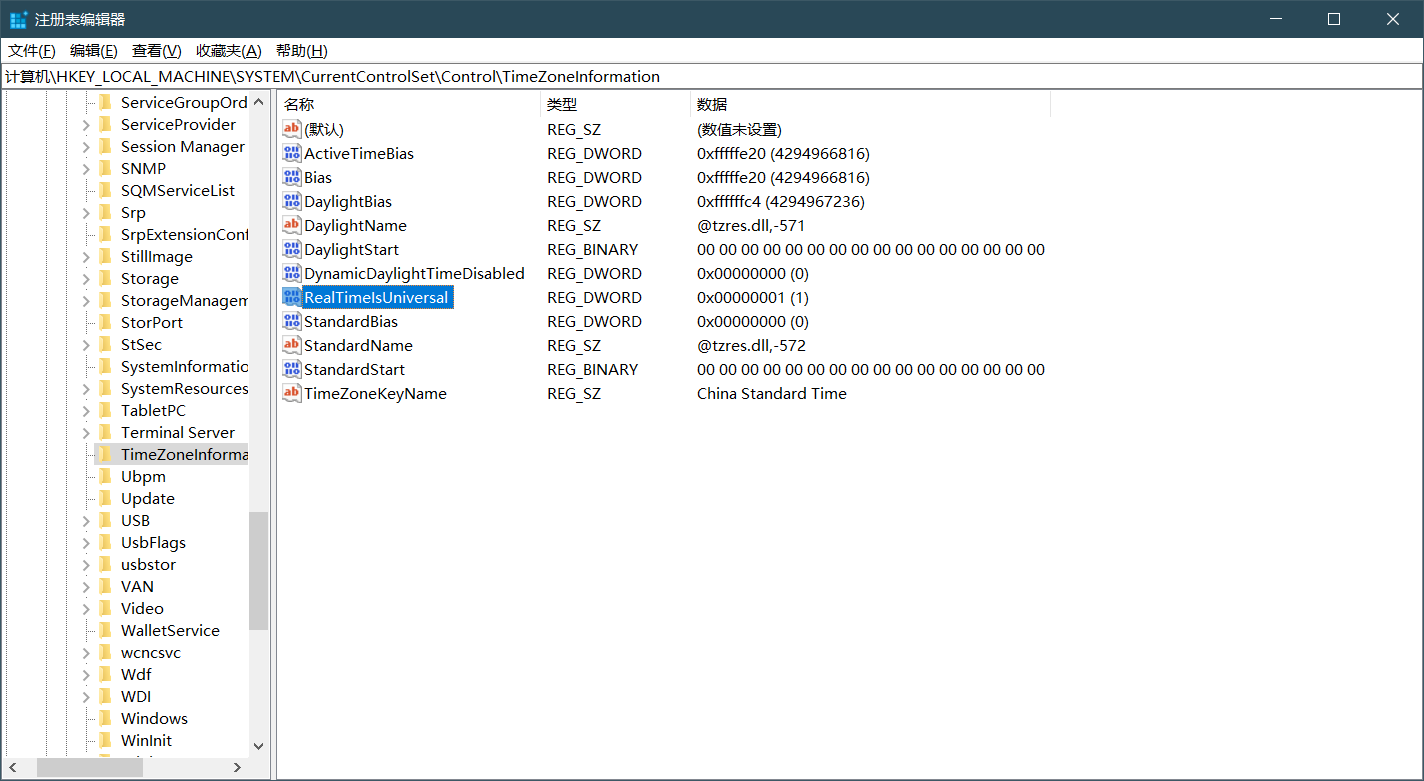 注册表编辑器
文件(F) 编辑(E) 查看(V) 收藏夹(A) 帮助(H)
计算机\HKEY_LOCAL_MACHINE\SYSTEM\CurrentControlSet\Control\TimeZoneInformation
ServiceGroupOrd
ServiceProvider
Session Manager
SNMP
SQMServiceList
Srp
SrpExtensionConf
StillImage
Storage
StorageManagem
StorPort
StSec
SystemInformatio
SystemResources
TabletPC
Terminal Server
TimeZoneInforma
Ubpm
Update
USB
UsbFlags
usbstor
VAN
Video
WalletService
wcncsvc
Wdf
WDI
Windows
WinInit
名称 类型 数据
(默认) REG_SZ (数值未设置)
ActiveTimeBias REG_DWORD 0xfffffe20 (4294966816)
Bias REG_DWORD 0xfffffe20 (4294966816)
DaylightBias REG_DWORD 0xffffffc4 (4294967236)
DaylightName REG_SZ @tzres.dll,-571
DaylightStart REG_BINARY 00 00 00 00 00 00 00 00 00 00 00 00 00 00 00 00
DynamicDaylightTimeDisabled REG_DWORD 0x00000000 (0)
RealTimeIsUniversal REG_DWORD 0x00000001 (1)
StandardBias REG_DWORD 0x00000000 (0)
StandardName REG_SZ @tzres.dll,-572
StandardStart REG_BINARY 00 00 00 00 00 00 00 00 00 00 00 00 00 00 00 00
TimeZoneKeyName REG_SZ China Standard Time